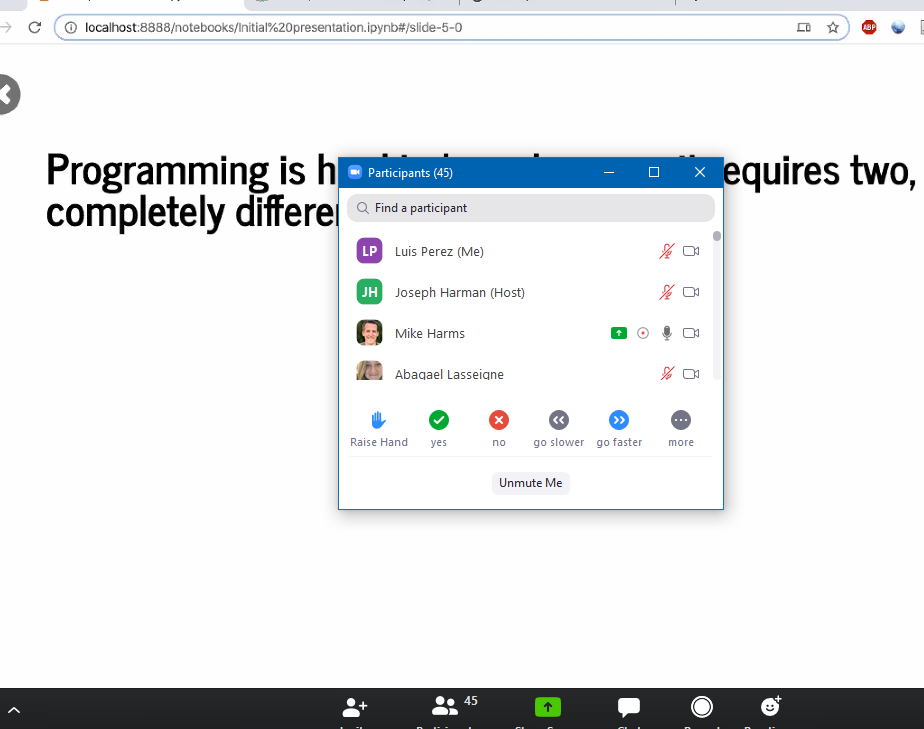 localhost:8888/notebooks/Initial%20presentation.ipynb#/slide-5-0
ABP
Programming is h
equires two,
completely differe
Participants (45)
Find a participant
LP Luis Perez (Me)
JH Joseph Harman (Host)
Mike Harms
Abagael Lasseigne
Raise Hand yes no go slower go faster more
Unmute Me
45